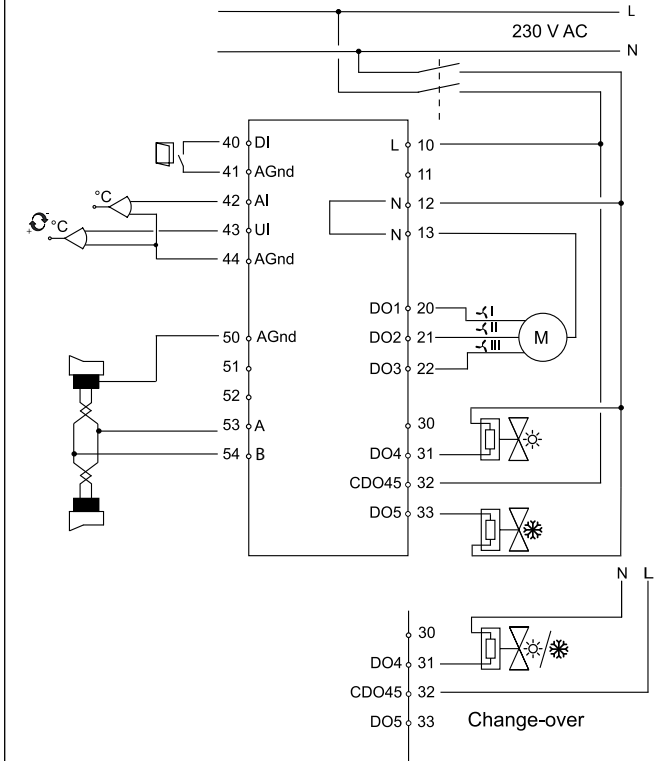 L
230 V AC
N
40 DI
L 10
41 AGnd
11
°C
42 AI
N 12
°C
43 UI
N 13
44 AGnd
DO1 20 I
50 AGnd
DO2 21 II
M
51
DO3 22 III
52
53 A
30
54 B
DO4 31
CDO45 32
DO5 33
N L
30
DO4 31
CDO45 32
DO5 33 Change-over